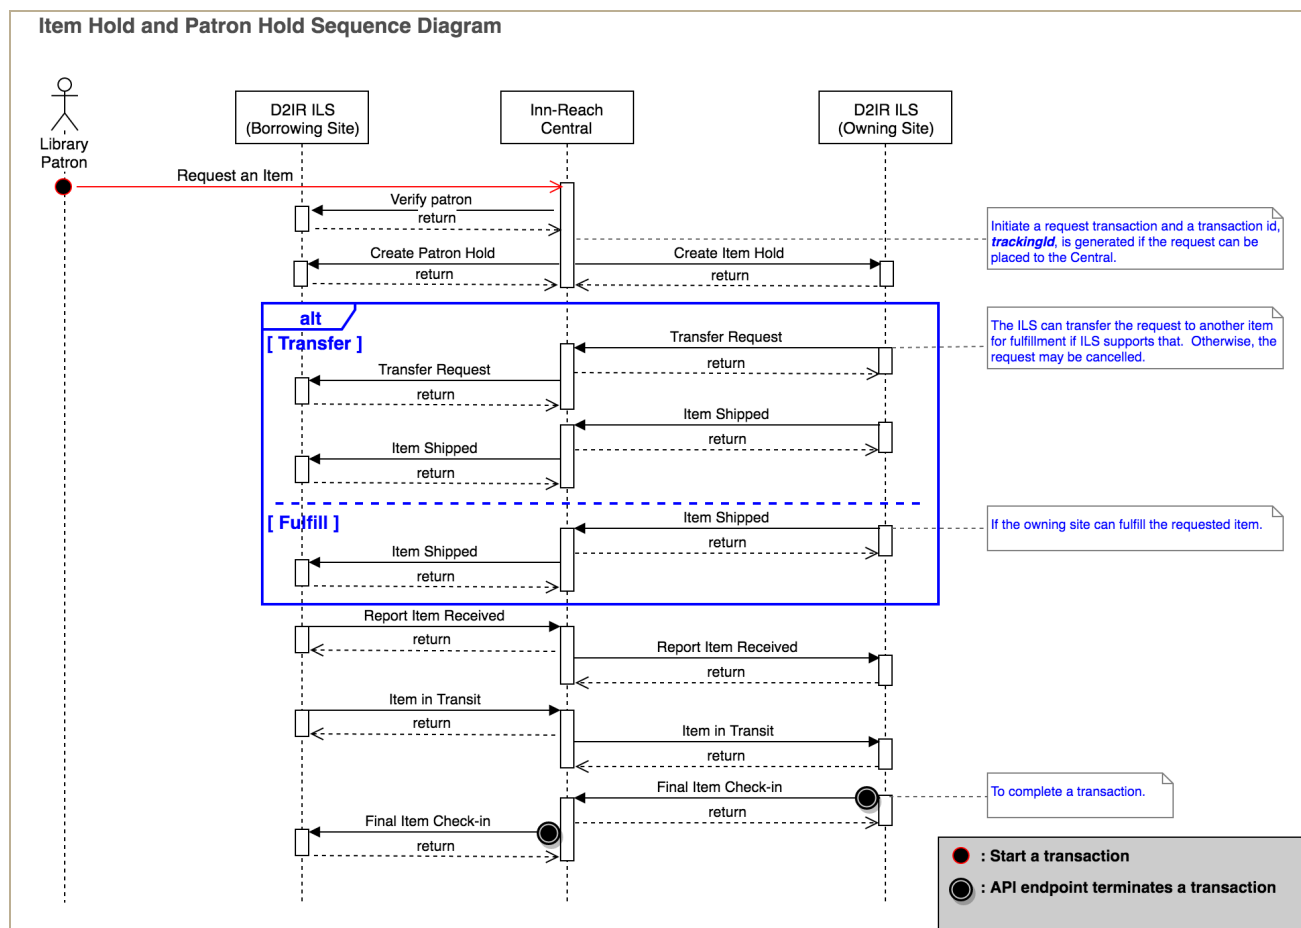 Item Hold and Patron Hold Sequence Diagram
Library
Patron
D2IR ILS
(Borrowing Site)
Inn-Reach
Central
D2IR ILS
(Owning Site)
Request an Item
Verify patron
return
Initiate a request transaction and a transaction id,
trackingId, is generated if the request can be
placed to the Central.
Create Patron Hold
Create Item Hold
return
return
alt
[ Transfer ]
The ILS can transfer the request to another item
for fulfillment if ILS supports that.  Otherwise, the
request may be cancelled.
Transfer Request
return
Transfer Request
return
Item Shipped
return
Item Shipped
return
[ Fulfill ]
Item Shipped
If the owning site can fulfill the requested item.
return
Item Shipped
return
Report Item Received
return
Report Item Received
return
Item in Transit
return
Item in Transit
return
Final Item Check-in
To complete a transaction.
return
Final Item Check-in
return
: Start a transaction
: API endpoint terminates a transaction